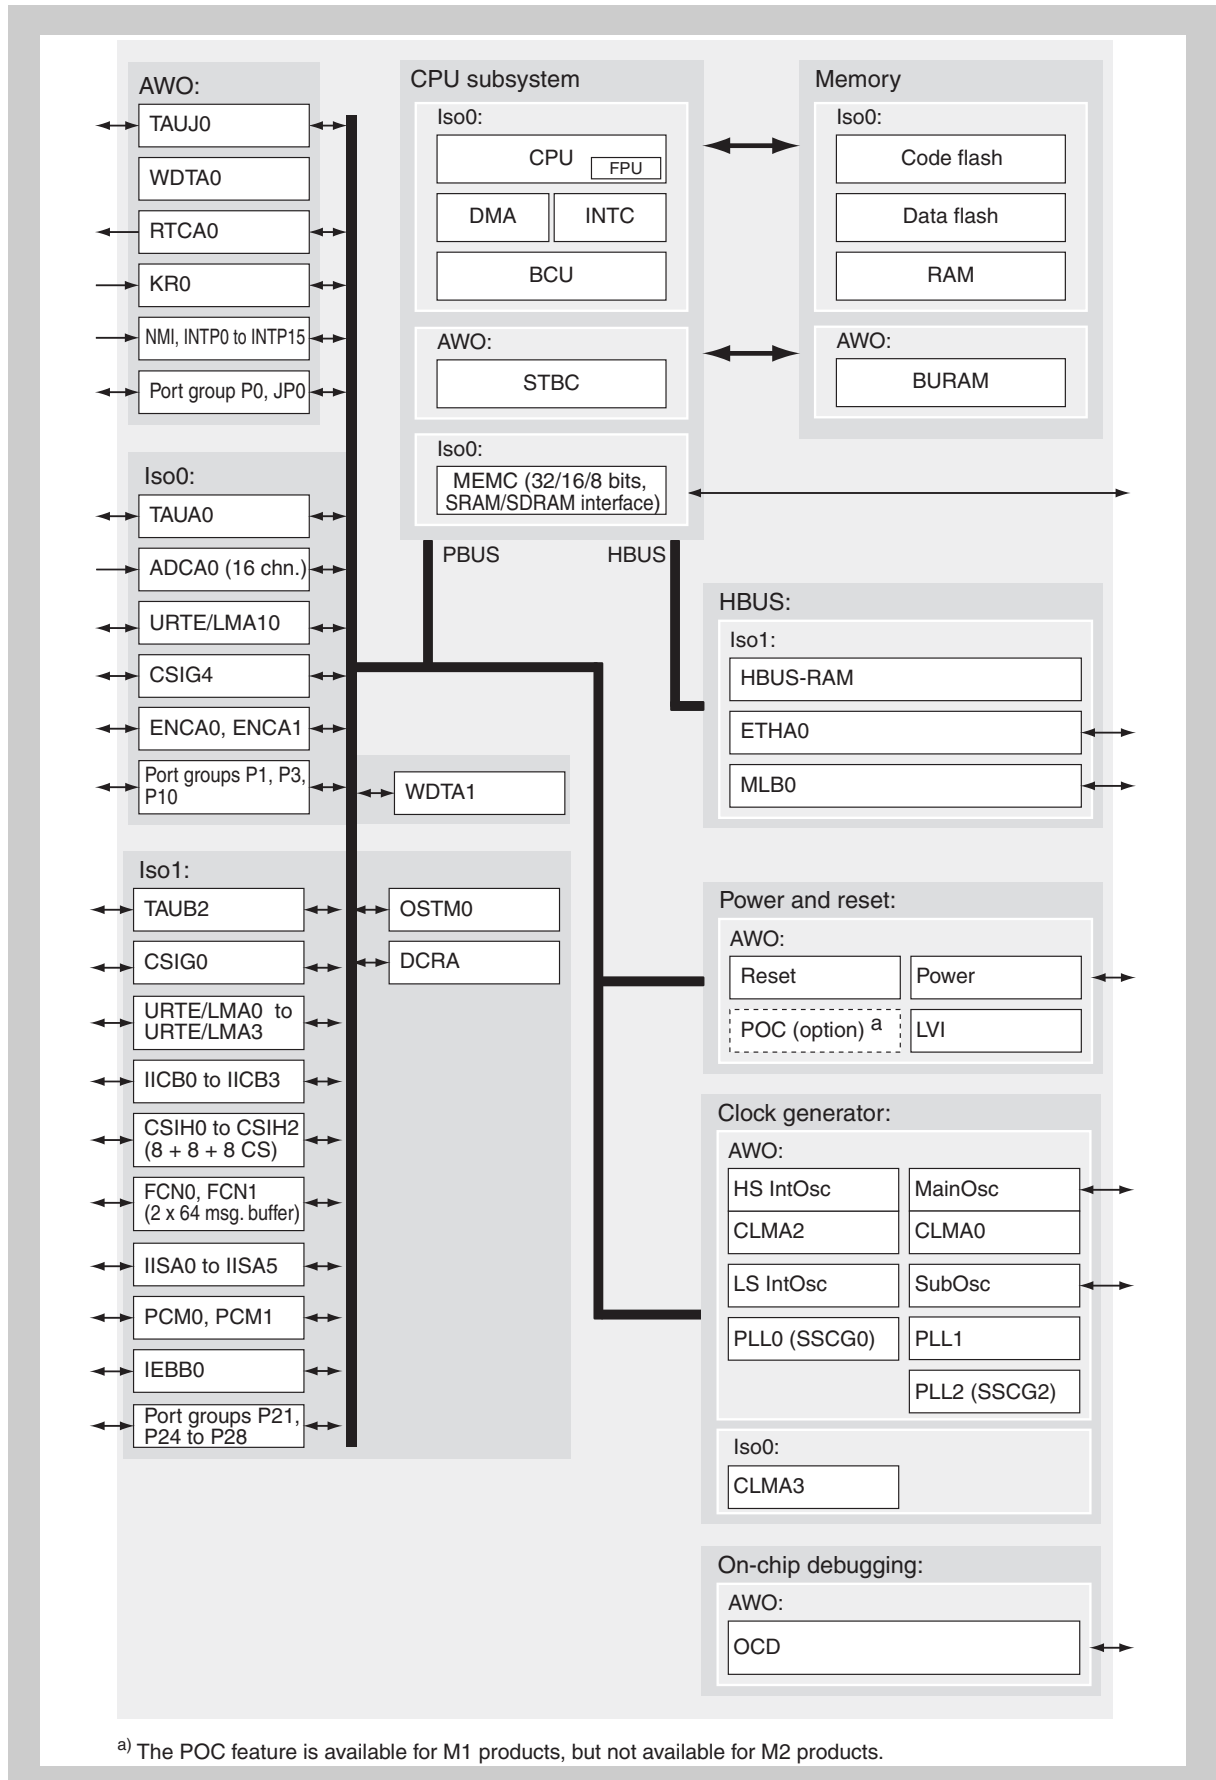 AWO:
TAUJ0
WDTA0
RTCA0
KR0
NMI, INTP0 to INTP15
Port group P0, JP0
Iso0:
TAUA0
ADCA0 (16 chn.)
URTE/LMA10
CSIG4
ENCA0, ENCA1
Port groups P1, P3,
P10
WDTA1
Iso1:
TAUB2
CSIG0
URTE/LMA0 to
URTE/LMA3
IICB0 to IICB3
CSIH0 to CSIH2
(8 + 8 + 8 CS)
FCN0, FCN1
(2 x 64 msg. buffer)
IISA0 to IISA5
PCM0, PCM1
IEBB0
Port groups P21,
P24 to P28
OSTM0
DCRA
CPU subsystem
Iso0:
CPU
FPU
DMA
INTC
BCU
AWO:
STBC
Iso0:
MEMC (32/16/8 bits,
SRAM/SDRAM interface)
PBUS
HBUS
Memory
Iso0:
Code flash
Data flash
RAM
AWO:
BURAM
HBUS:
Iso1:
HBUS-RAM
ETHA0
MLB0
Power and reset:
AWO:
Reset
Power
POC (option) a
LVI
Clock generator:
AWO:
HS IntOsc
MainOsc
CLMA2
CLMA0
LS IntOsc
SubOsc
PLL0 (SSCG0)
PLL1
PLL2 (SSCG2)
Iso0:
CLMA3
On-chip debugging:
AWO:
OCD
a) The POC feature is available for M1 products, but not available for M2 products.